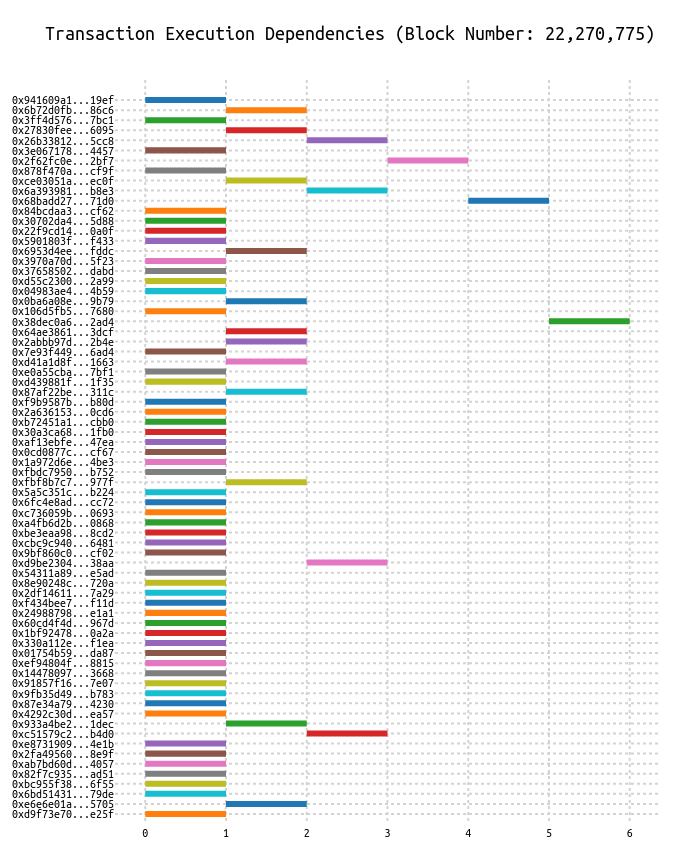 Transaction Execution Dependencies (Block Number: 22,270,775)
0x941609a1...19ef
0x6b72d0fb...86c6
0x3ff4d576...7bc1
0x27830fee...6095
0x26b33812...5cc8
0x3e067178...4457
0x2f62fc0e...2bf7
0x878f470a...cf9f
0xce03051a...ec0f
0x6a393981...b8e3
0x68badd27...71d0
0x84bcdaa3...cf62
0x30702da4...5d88
0x22f9cd14...0a0f
0x5901803f...f433
0x6953d4ee...fddc
0x3970a70d...5f23
0x37658502...dabd
0xd55c2300...2a99
0x04983ae4...4b59
0x0ba6a08e...9b79
0x106d5fb5...7680
0x38dec0a6...2ad4
0x64ae3861...3dcf
0x2abbb97d...2b4e
0x7e93f449...6ad4
0xd41a1d8f...1663
0xe0a55cba...7bf1
0xd439881f...1f35
0x87af22be...311c
0xf9b9587b...b80d
0x2a636153...0cd6
0xb72451a1...cbb0
0x30a3ca68...1fb0
0xaf13ebfe...47ea
0x0cd0877c...cf67
0x1a972d6e...4be3
0xfbdc7950...b752
0xfbf8b7c7...977f
0x5a5c351c...b224
0x6fc4e8ad...cc72
0xc736059b...0693
0xa4fb6d2b...0868
0xbe3eaa98...8cd2
0xcbc9c940...6481
0x9bf860c0...cf02
0xd9be2304...38aa
0x54311a89...e5ad
0x8e90248c...720a
0x2df14611...7a29
0xf434bee7...f11d
0x24988798...e1a1
0x60cd4f4d...967d
0x1bf92478...0a2a
0x330a112e...f1ea
0x01754b59...da87
0xef94804f...8815
0x14478097...3668
0x91857f16...7e07
0x9fb35d49...b783
0x87e34a79...4230
0x4292c30d...ea57
0x933a4be2...1dec
0xc51579c2...b4d0
0xe8731909...4e1b
0x2fa49560...8e9f
0xab7bd60d...4057
0x82f7c935...ad51
0xbc955f38...6f55
0x6bd51431...79de
0xe6e6e01a...5705
0xd9f73e70...e25f
0 1 2 3 4 5 6